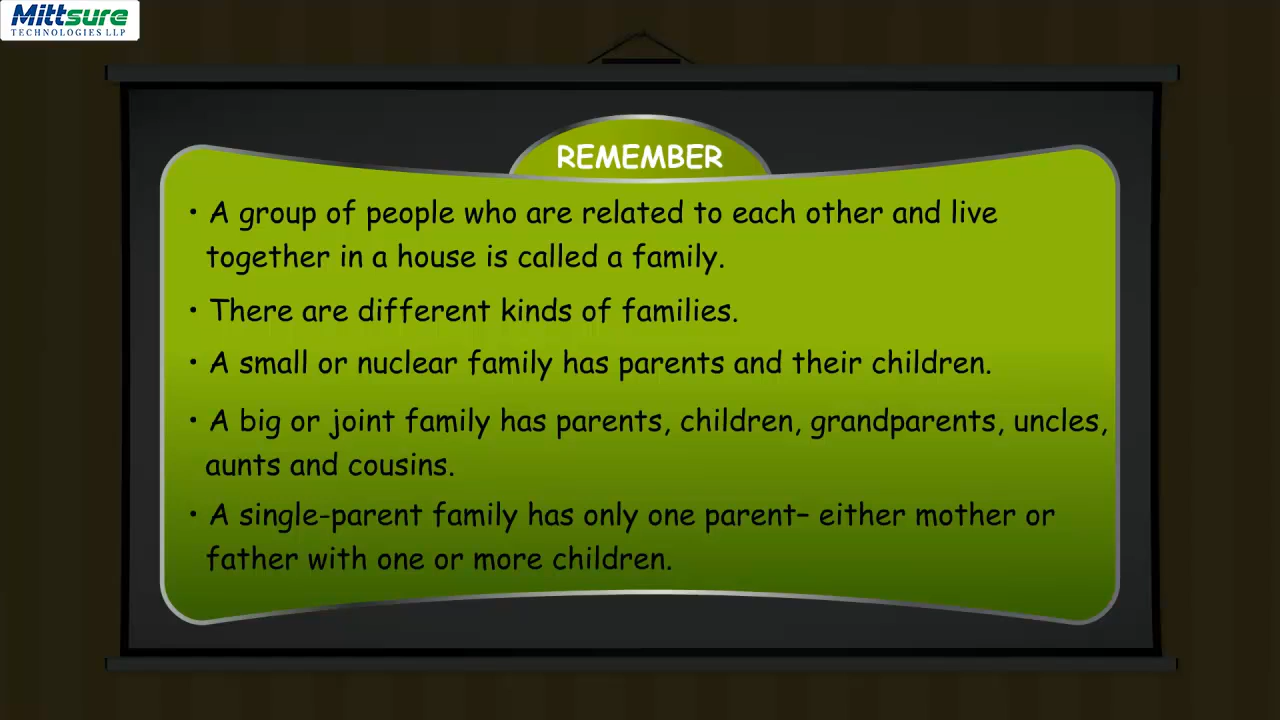 Mittsure
TECHNOLOGIES LLP
REMEMBER
• A group of people who are related to each other and live
together in a house is called a family.
• There are different kinds of families.
• A small or nuclear family has parents and their children.
• A big or joint family has parents, children, grandparents, uncles,
aunts and cousins.
• A single-parent family has only one parent– either mother or
father with one or more children.